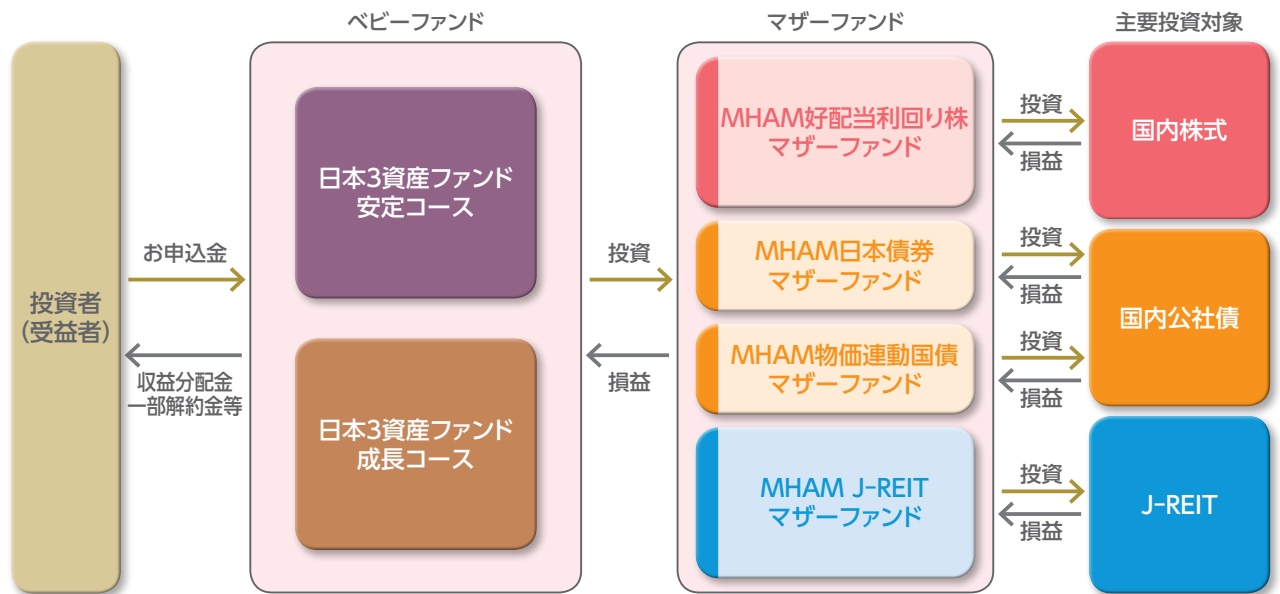 ベビーファンド
マザーファンド
主要投資対象
投資者
(受益者)
お申込金
収益分配金
一部解約金等
日本3資産ファンド
安定コース
日本3資産ファンド
成長コース
投資
損益
MHAM好配当利回り株
マザーファンド
MHAM日本債券
マザーファンド
MHAM物価連動国債
マザーファンド
MHAM J-REIT
マザーファンド
投資
損益
投資
損益
投資
損益
投資
損益
国内株式
国内公社債
J-REIT